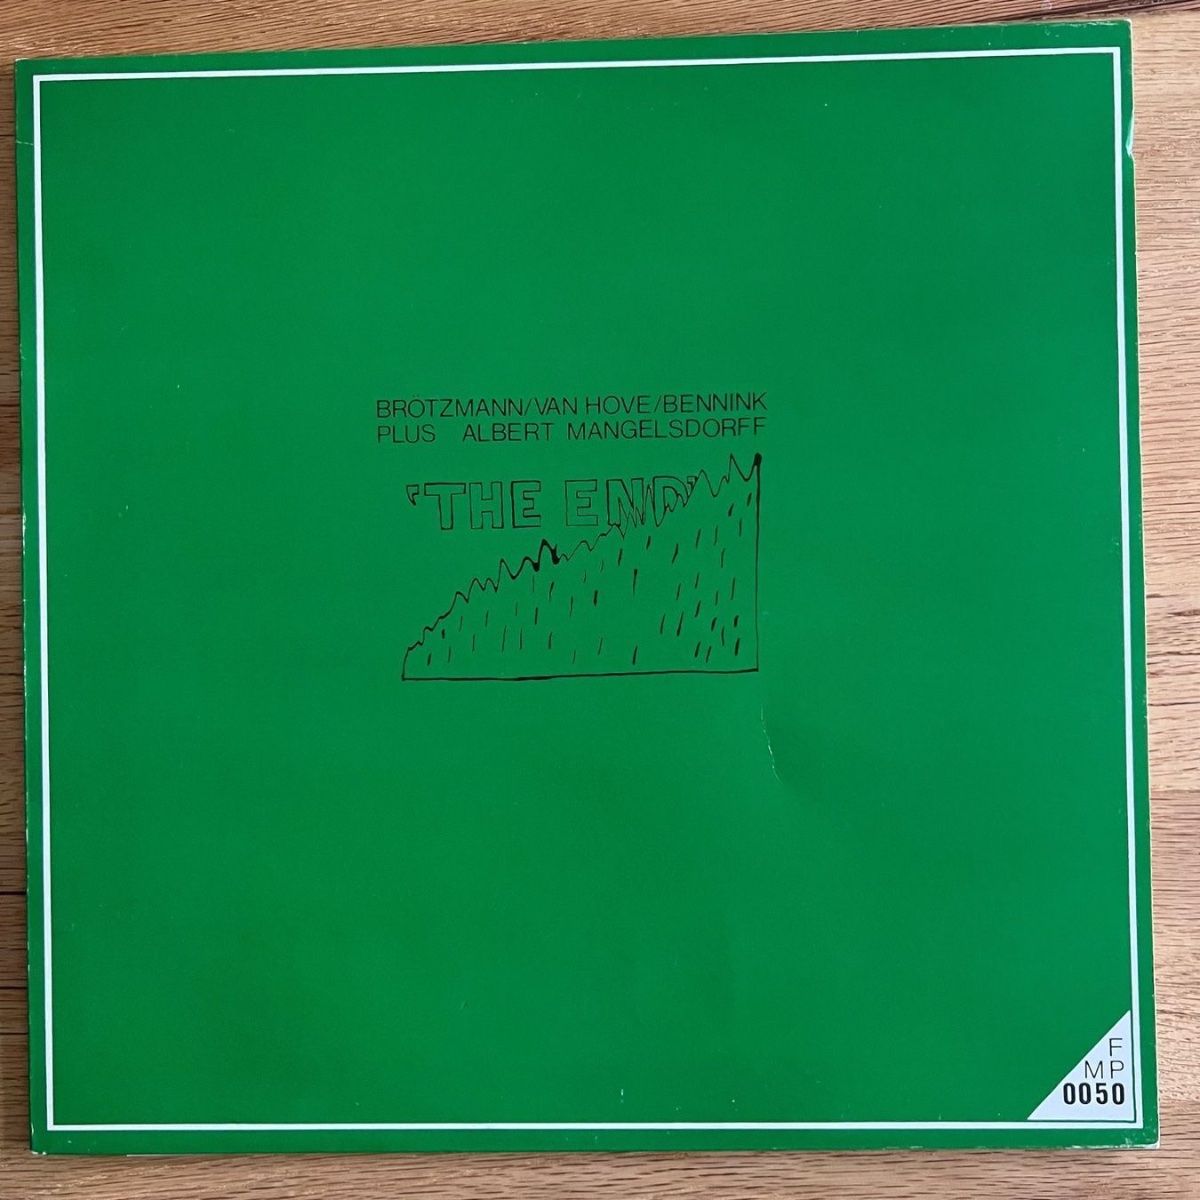 BRÖTZMANN/VAN HOVE/BENNINK
PLUS ALBERT MANGELSDORFF
'THE END'
F
MP
0050